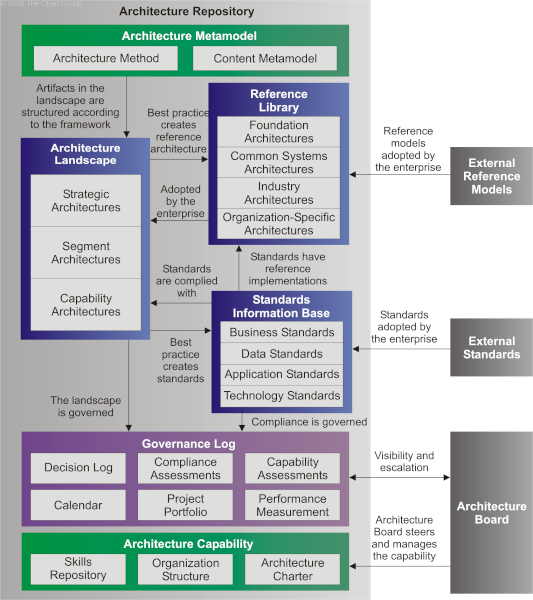 © 2008 The Open Group
Architecture Repository
Architecture Metamodel
Architecture Method
Content Metamodel
Artifacts in the
landscape are
structured according
to the framework
Best practice
creates
reference
architecture
Reference
Library
Foundation
Architectures
Common Systems
Architectures
Industry
Architectures
Organization-Specific
Architectures
Reference
models
adopted by
the enterprise
External
Reference
Models
Architecture
Landscape
Strategic
Architectures
Segment
Architectures
Capability
Architectures
Adopted
by the
enterprise
Standards
are complied
with
Standards have
reference
implementations
Standards
Information Base
Business Standards
Data Standards
Application Standards
Technology Standards
Standards
adopted by
the enterprise
External
Standards
Best
practice
creates
standards
The landscape
is governed
Compliance is governed
Governance Log
Decision Log
Compliance
Assessments
Capability
Assessments
Calendar
Project
Portfolio
Performance
Measurement
Visibility and
escalation
Architecture
Board
Architecture
Board steers
and manages
the capability
Architecture Capability
Skills
Repository
Organization
Structure
Architecture
Charter